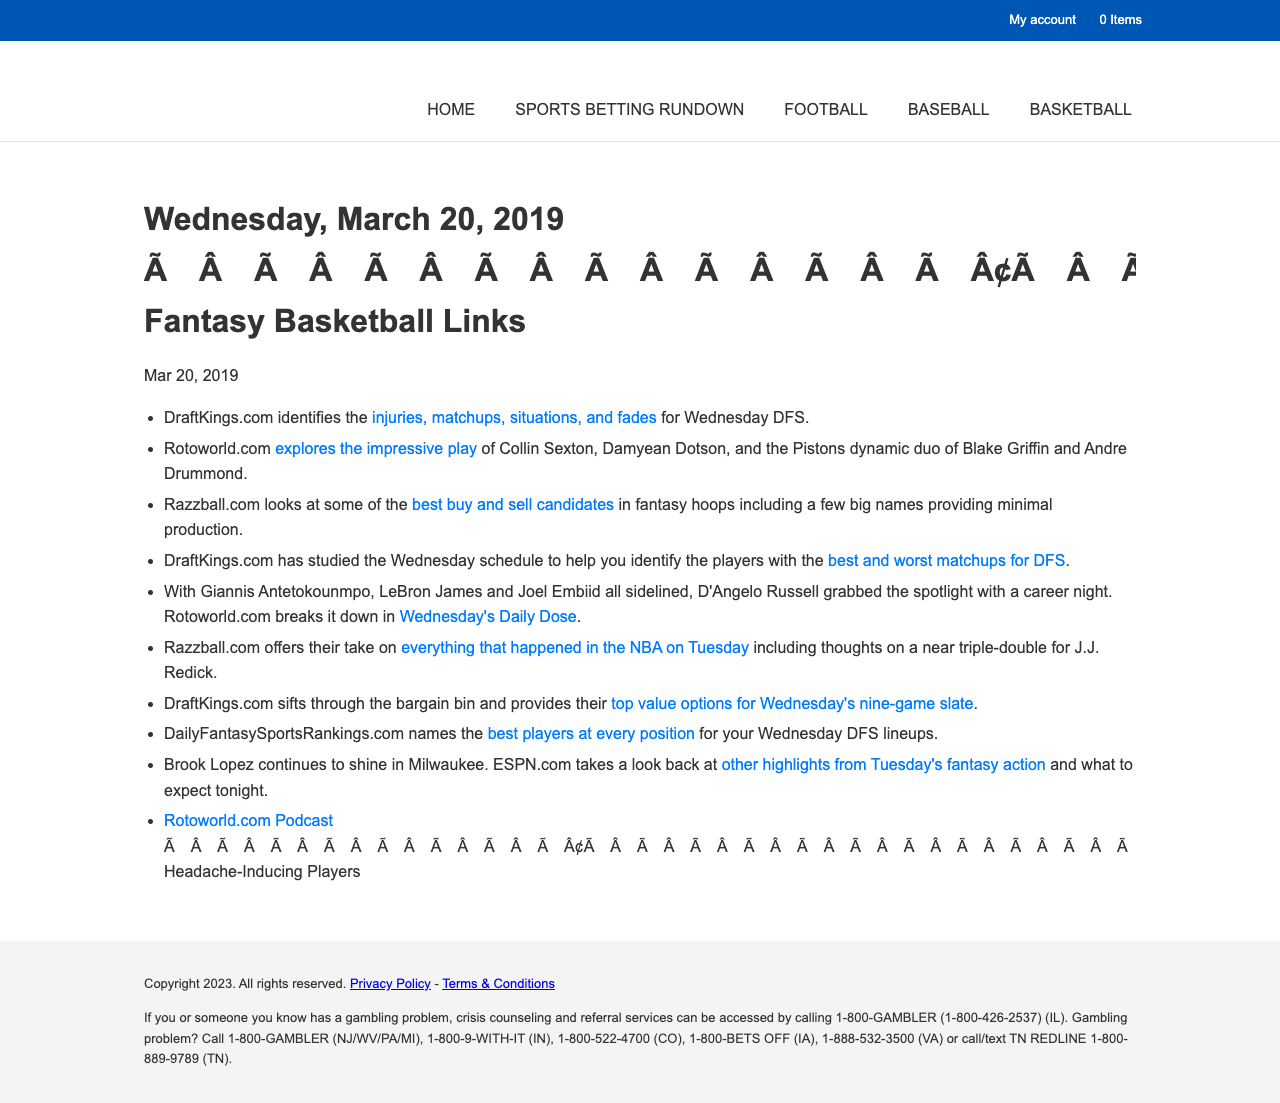 My account 0 Items
HOME SPORTS BETTING RUNDOWN FOOTBALL BASEBALL BASKETBALL
Wednesday, March 20, 2019
Ã Â Ã Â Ã Â Ã Â Ã Â Ã Â Ã Â Ã Â¢Ã Â Ã
Fantasy Basketball Links
Mar 20, 2019
• DraftKings.com identifies the injuries, matchups, situations, and fades for Wednesday DFS.
• Rotoworld.com explores the impressive play of Collin Sexton, Damyean Dotson, and the Pistons dynamic duo of Blake Griffin and Andre
Drummond.
• Razzball.com looks at some of the best buy and sell candidates in fantasy hoops including a few big names providing minimal
production.
• DraftKings.com has studied the Wednesday schedule to help you identify the players with the best and worst matchups for DFS.
• With Giannis Antetokounmpo, LeBron James and Joel Embiid all sidelined, D'Angelo Russell grabbed the spotlight with a career night.
Rotoworld.com breaks it down in Wednesday's Daily Dose.
• Razzball.com offers their take on everything that happened in the NBA on Tuesday including thoughts on a near triple-double for J.J.
Redick.
• DraftKings.com sifts through the bargain bin and provides their top value options for Wednesday's nine-game slate.
• DailyFantasySportsRankings.com names the best players at every position for your Wednesday DFS lineups.
• Brook Lopez continues to shine in Milwaukee. ESPN.com takes a look back at other highlights from Tuesday's fantasy action and what to
expect tonight.
• Rotoworld.com Podcast
Ã Â Ã Â Ã Â Ã Â Ã Â Ã Â Ã Â Ã Â¢Ã Â Ã Â Ã Â Ã Â Ã Â Ã Â Ã Â Ã Â Ã Â Ã Â Ã
Headache-Inducing Players
Copyright 2023. All rights reserved. Privacy Policy - Terms & Conditions
If you or someone you know has a gambling problem, crisis counseling and referral services can be accessed by calling 1-800-GAMBLER (1-800-426-2537) (IL). Gambling
problem? Call 1-800-GAMBLER (NJ/WV/PA/MI), 1-800-9-WITH-IT (IN), 1-800-522-4700 (CO), 1-800-BETS OFF (IA), 1-888-532-3500 (VA) or call/text TN REDLINE 1-800-
889-9789 (TN).